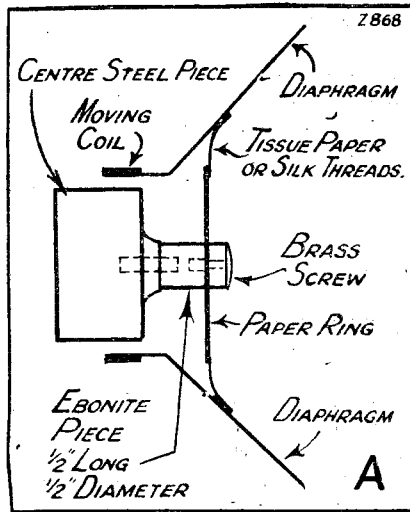 Z868
CENTRE STEEL PIECE
DIAPHRAGM
MOVING
COIL
TISSUE PAPER
OR SILK THREADS.
BRASS
SCREW
PAPER RING
EBONITE
PIECE
1/2" LONG
1/2" DIAMETER
DIAPHRAGM
A